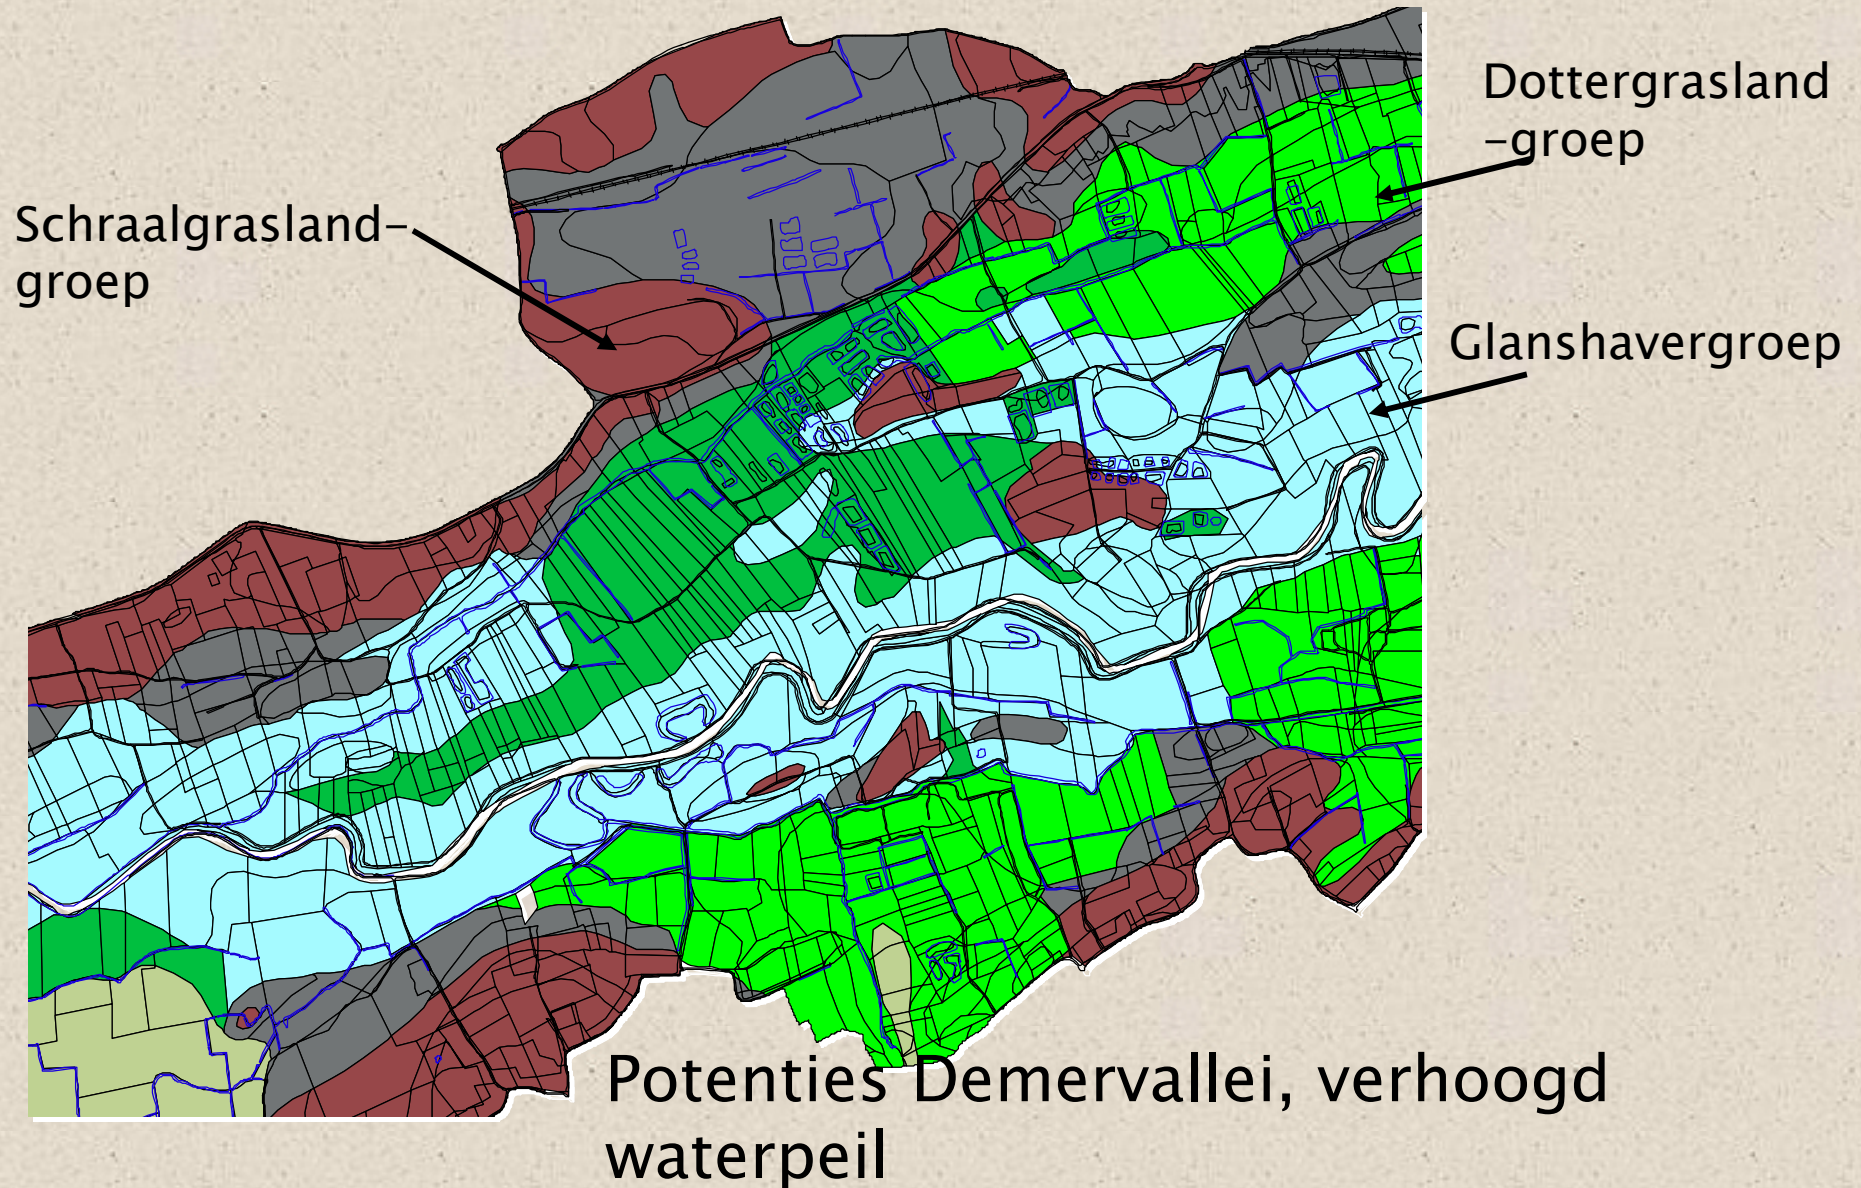 Dottergrasland
-groep
Schraalgrasland-
groep
Glanshavergroep
Potenties Demervallei, verhoogd
waterpeil